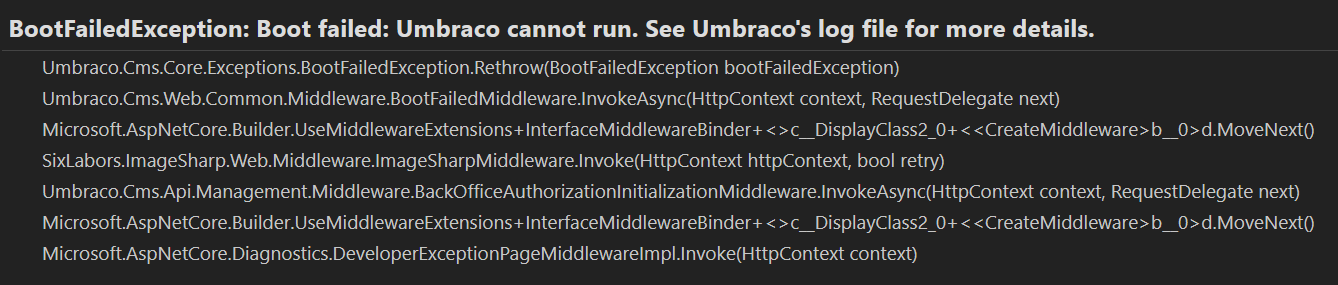 BootFailedException: Boot failed: Umbraco cannot run. See Umbraco's log file for more details.
Umbraco.Cms.Core.Exceptions.BootFailedException.Rethrow(BootFailedException bootFailedException)
Umbraco.Cms.Web.Common.Middleware.BootFailedMiddleware.InvokeAsync(HttpContext context, RequestDelegate next)
Microsoft.AspNetCore.Builder.UseMiddlewareExtensions+InterfaceMiddlewareBinder+<>c__DisplayClass2_0+<<CreateMiddleware>b__0>d.MoveNext()
SixLabors.ImageSharp.Web.Middleware.ImageSharpMiddleware.Invoke(HttpContext httpContext, bool retry)
Umbraco.Cms.Api.Management.Middleware.BackOfficeAuthorizationInitializationMiddleware.InvokeAsync(HttpContext context, RequestDelegate next)
Microsoft.AspNetCore.Builder.UseMiddlewareExtensions+InterfaceMiddlewareBinder+<>c__DisplayClass2_0+<<CreateMiddleware>b__0>d.MoveNext()
Microsoft.AspNetCore.Diagnostics.DeveloperExceptionPageMiddlewareImpl.Invoke(HttpContext context)